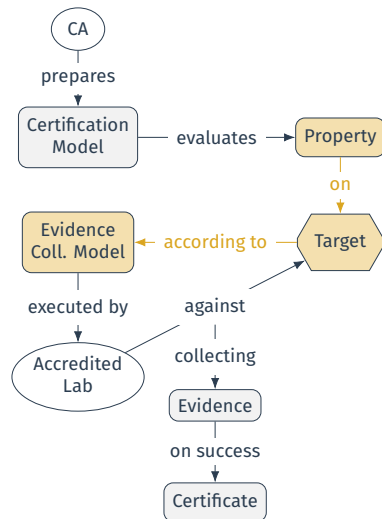 CA
prepares
Certification
Model
evaluates
Property
on
Evidence
Coll. Model
according to
Target
executed by
against
Accredited
Lab
collecting
Evidence
on success
Certificate